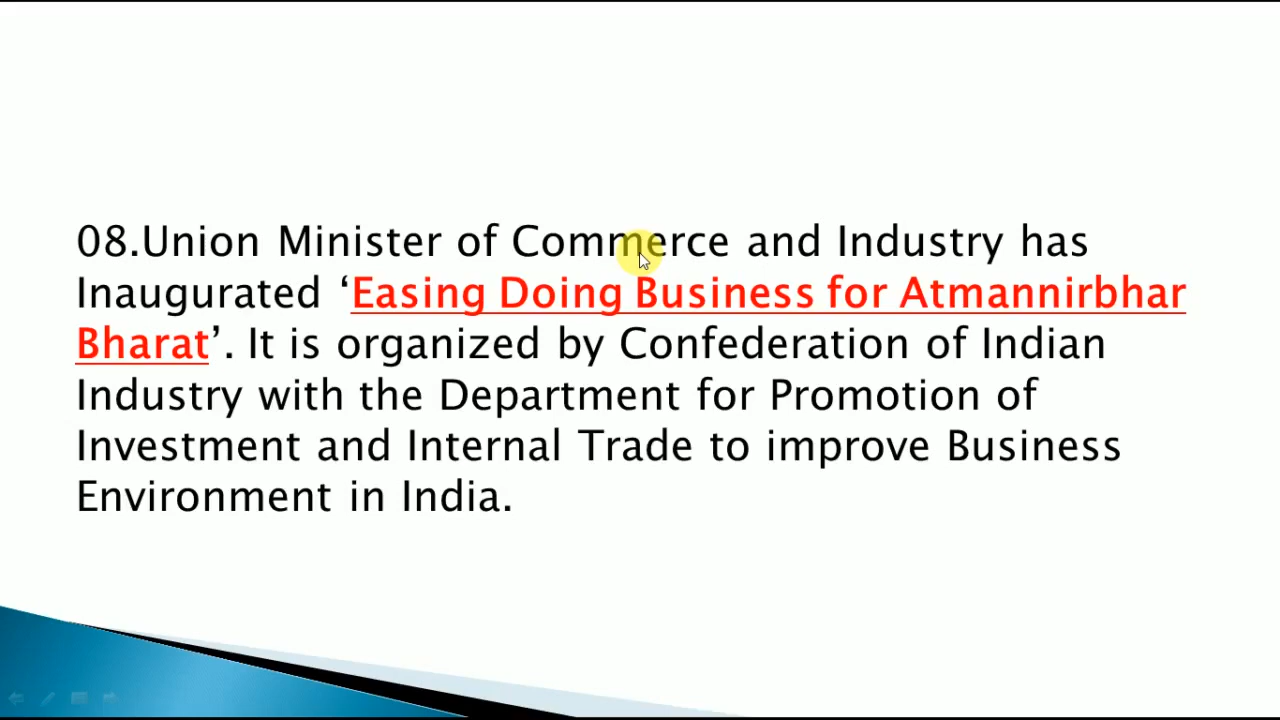 08.Union Minister of Commerce and Industry has
Inaugurated ‘Easing Doing Business for Atmannirbhar
Bharat’. It is organized by Confederation of Indian
Industry with the Department for Promotion of
Investment and Internal Trade to improve Business
Environment in India.